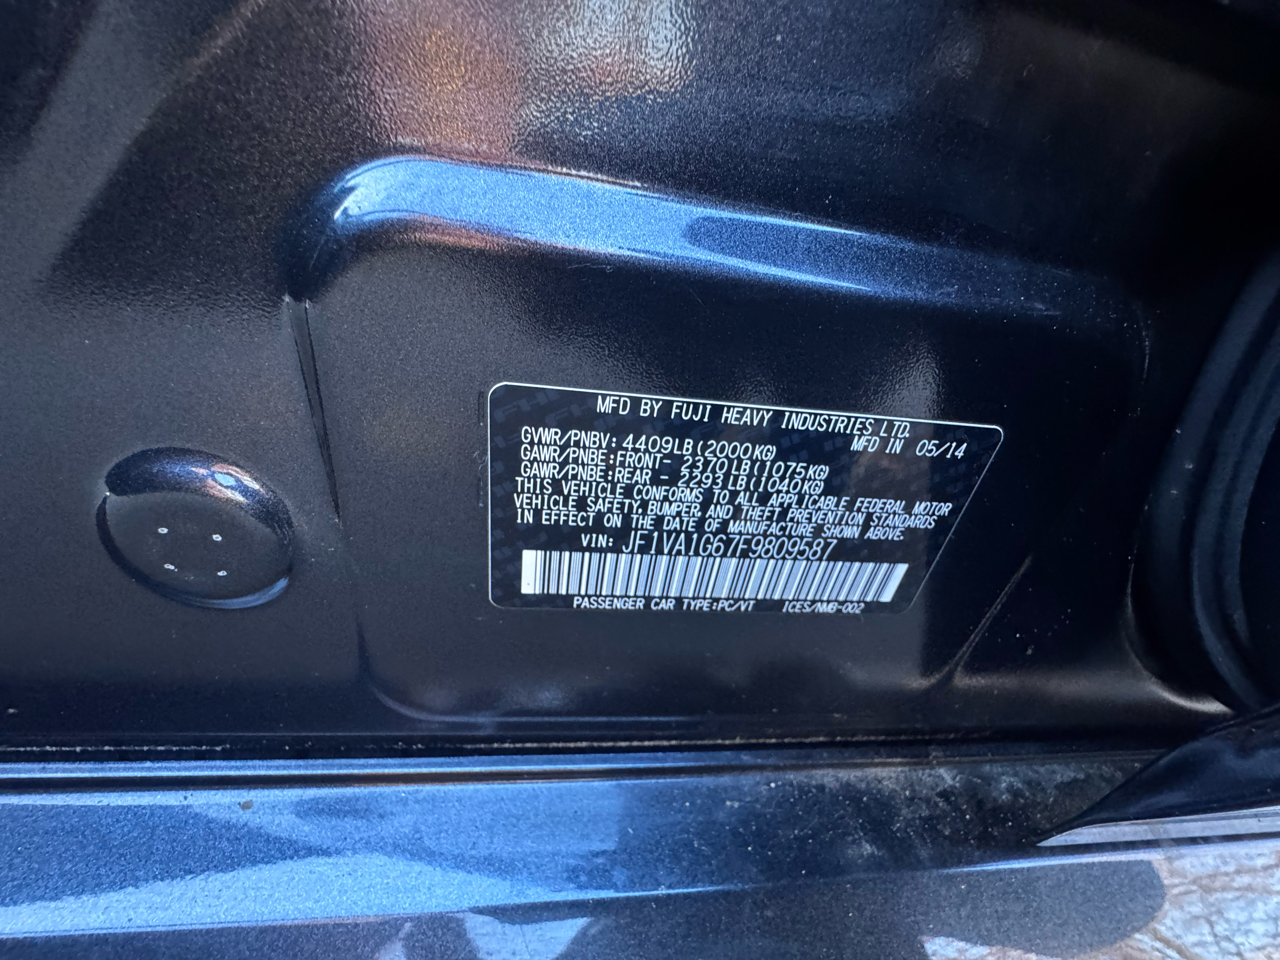 MFD BY FUJI HEAVY INDUSTRIES LTD.
GVWR/PNBV: 4409LB(2000KG) MFD IN 05/14
GAWR/PNBE:FRONT- 2370LB(1075KG)
GAWR/PNBE:REAR - 2293LB(1040KG)
THIS VEHICLE CONFORMS TO ALL APPLICABLE FEDERAL MOTOR
VEHICLE SAFETY, BUMPER, AND THEFT PREVENTION STANDARDS
IN EFFECT ON THE DATE OF MANUFACTURE SHOWN ABOVE.
VIN: JF1VA1G67F9809587
PASSENGER CAR TYPE:PC/VT ICES/NMB-002